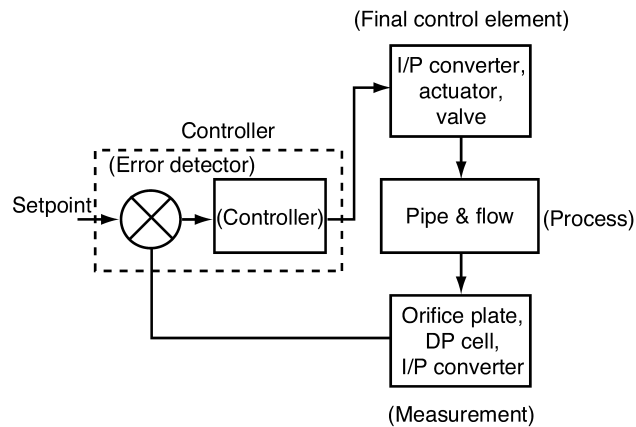 (Final control element)
I/P converter,
actuator,
valve
Controller
(Error detector)
Setpoint
(Controller)
Pipe & flow
(Process)
Orifice plate,
DP cell,
I/P converter
(Measurement)